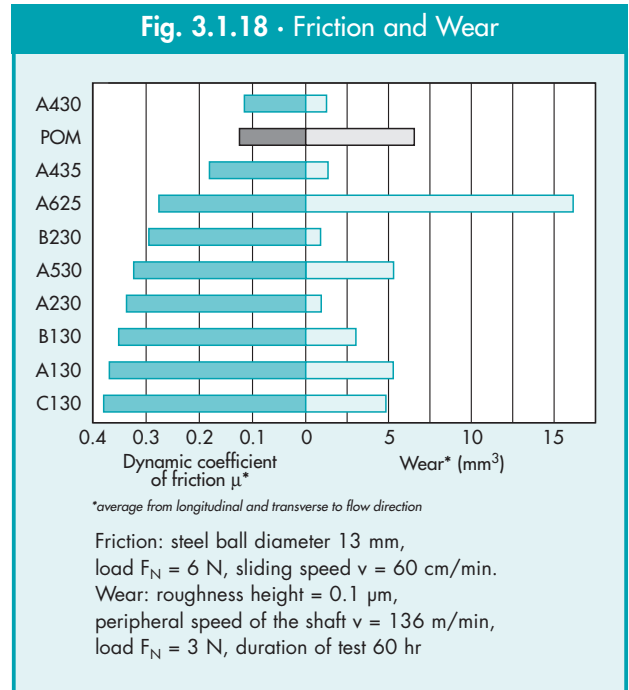 Fig. 3.1.18 · Friction and Wear
A430
POM
A435
A625
B230
A530
A230
B130
A130
C130
0.4 0.3 0.2 0.1 0 5 10 15
Dynamic coefficient
of friction µ*
Wear* (mm³)
*average from longitudinal and transverse to flow direction
Friction: steel ball diameter 13 mm,
load F_N = 6 N, sliding speed v = 60 cm/min.
Wear: roughness height = 0.1 µm,
peripheral speed of the shaft v = 136 m/min,
load F_N = 3 N, duration of test 60 hr